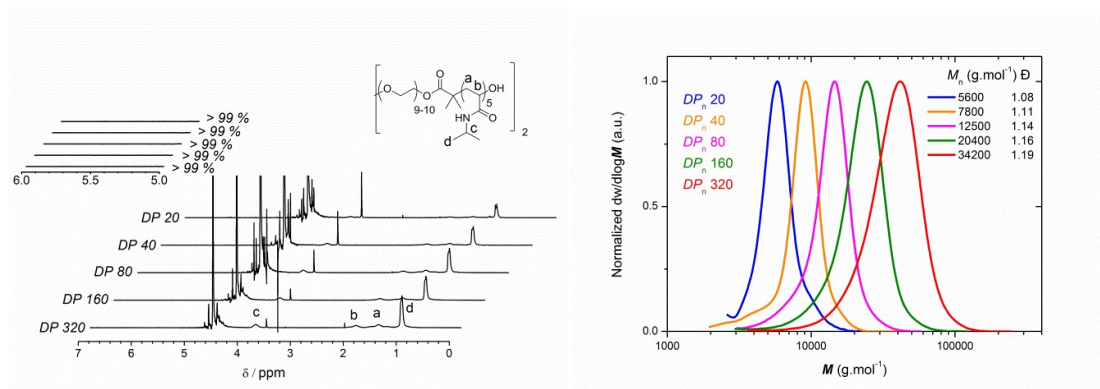 > 99 %
> 99 %
> 99 %
> 99 %
> 99 %
6.0 5.5 5.0
O
O
O
9-10
a
b
OH
5
O
HN
c
d
2
DP 20
DP 40
DP 80
DP 160
DP 320
c
b
a
d
7 6 5 4 3 2 1 0
δ / ppm
Normalized dw/dlogM (a.u.)
1.0
0.5
0.0
DPn 20
DPn 40
DPn 80
DPn 160
DPn 320
Mn (g.mol-1) Đ
5600 1.08
7800 1.11
12500 1.14
20400 1.16
34200 1.19
1000 10000 100000
M (g.mol-1)